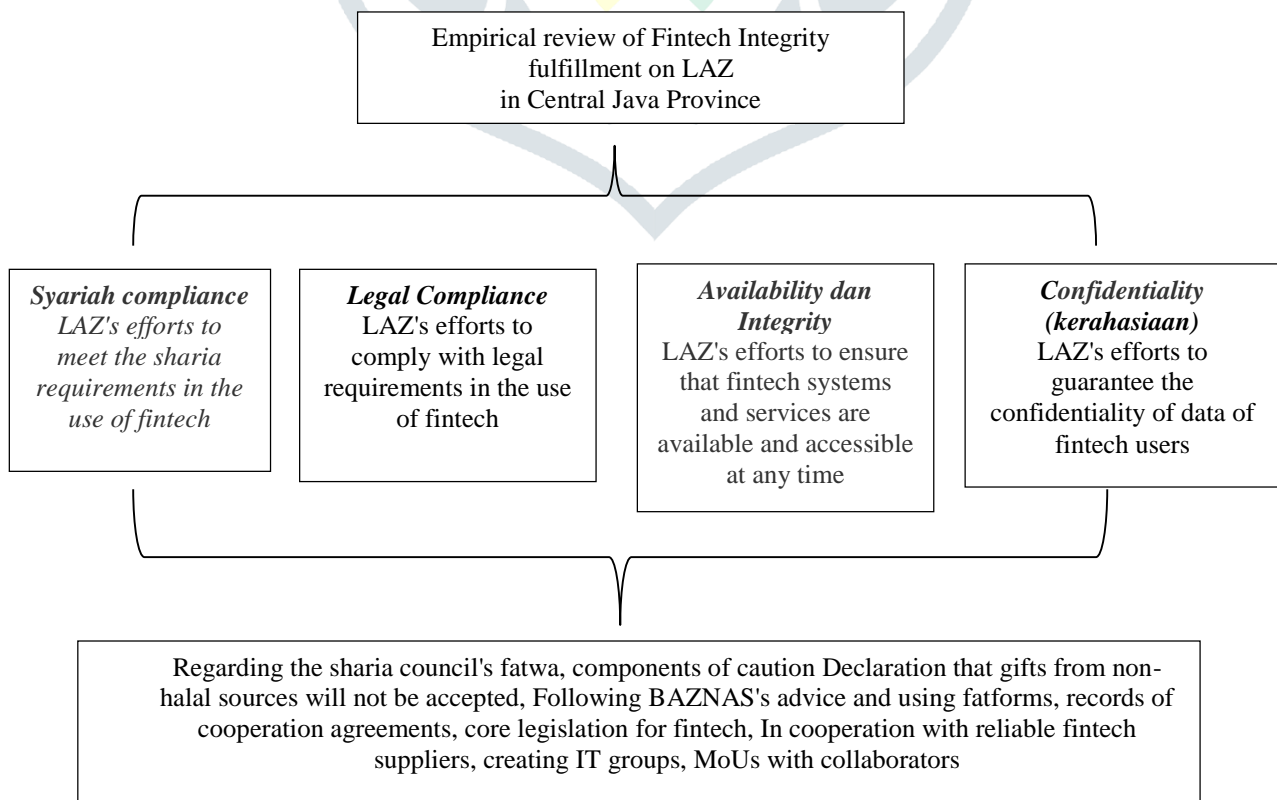 Empirical review of Fintech Integrity
fulfillment on LAZ
in Central Java Province
Syariah compliance
LAZ's efforts to
meet the sharia
requirements in the
use of fintech
Legal Compliance
LAZ's efforts to
comply with legal
requirements in the use
of fintech
Availability dan
Integrity
LAZ's efforts to ensure
that fintech systems
and services are
available and accessible
at any time
Confidentiality
(kerahasiaan)
LAZ's efforts to
guarantee the
confidentiality of data of
fintech users
Regarding the sharia council's fatwa, components of caution Declaration that gifts from non-
halal sources will not be accepted, Following BAZNAS's advice and using fatforms, records of
cooperation agreements, core legislation for fintech, In cooperation with reliable fintech
suppliers, creating IT groups, MoUs with collaborators